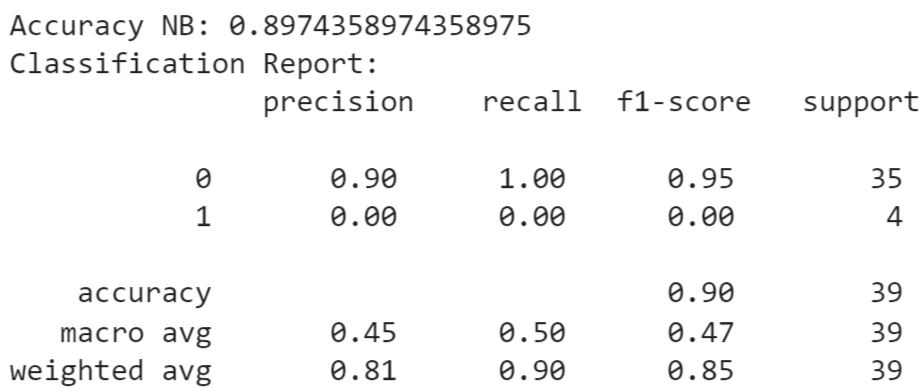 Accuracy NB: 0.8974358974358975
Classification Report:
precision recall f1-score support
0 0.90 1.00 0.95 35
1 0.00 0.00 0.00 4
accuracy 0.90 39
macro avg 0.45 0.50 0.47 39
weighted avg 0.81 0.90 0.85 39